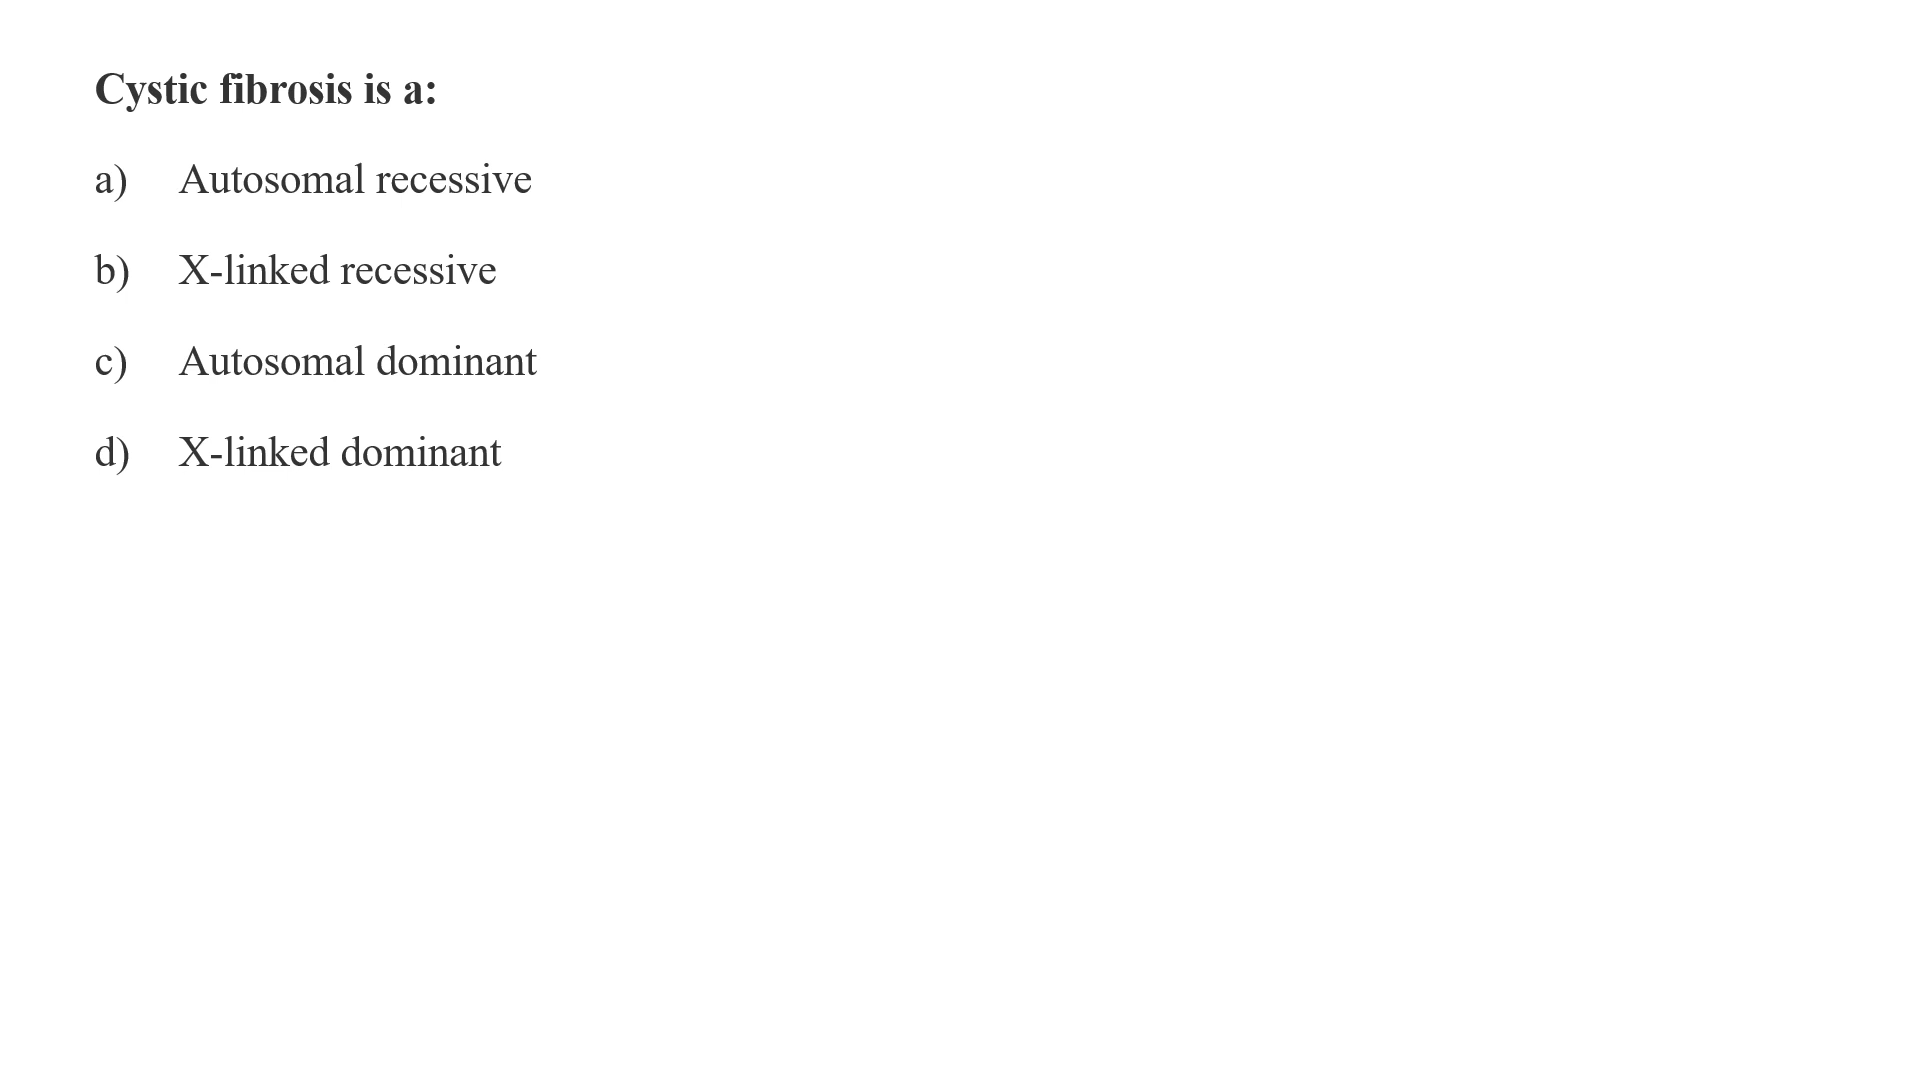 Cystic fibrosis is a:
a) Autosomal recessive
b) X-linked recessive
c) Autosomal dominant
d) X-linked dominant